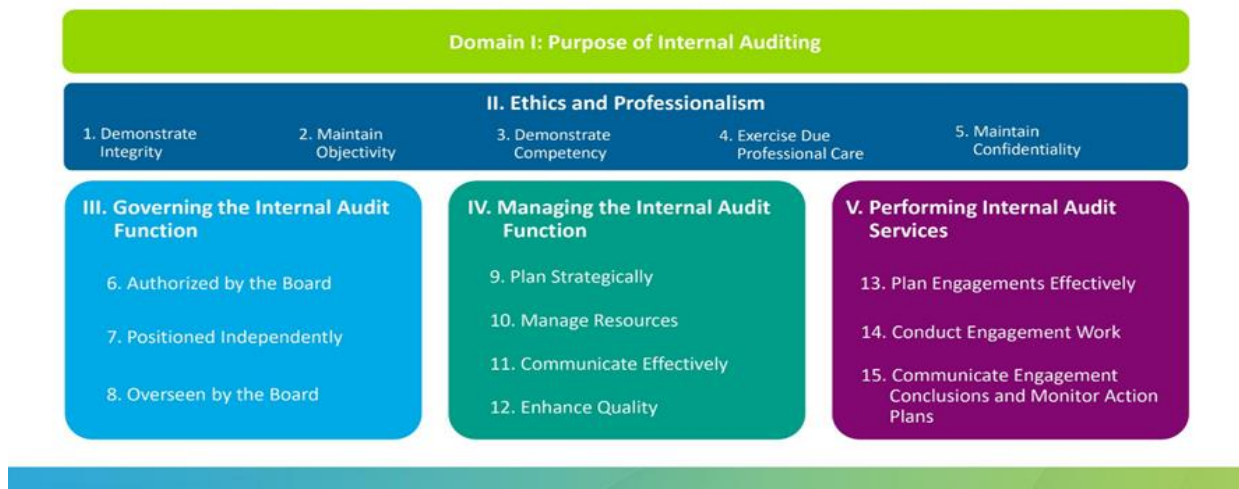 Domain I: Purpose of Internal Auditing
II. Ethics and Professionalism
1. Demonstrate
Integrity
2. Maintain
Objectivity
3. Demonstrate
Competency
4. Exercise Due
Professional Care
5. Maintain
Confidentiality
III. Governing the Internal Audit
Function
6. Authorized by the Board
7. Positioned Independently
8. Overseen by the Board
IV. Managing the Internal Audit
Function
9. Plan Strategically
10. Manage Resources
11. Communicate Effectively
12. Enhance Quality
V. Performing Internal Audit
Services
13. Plan Engagements Effectively
14. Conduct Engagement Work
15. Communicate Engagement
Conclusions and Monitor Action
Plans